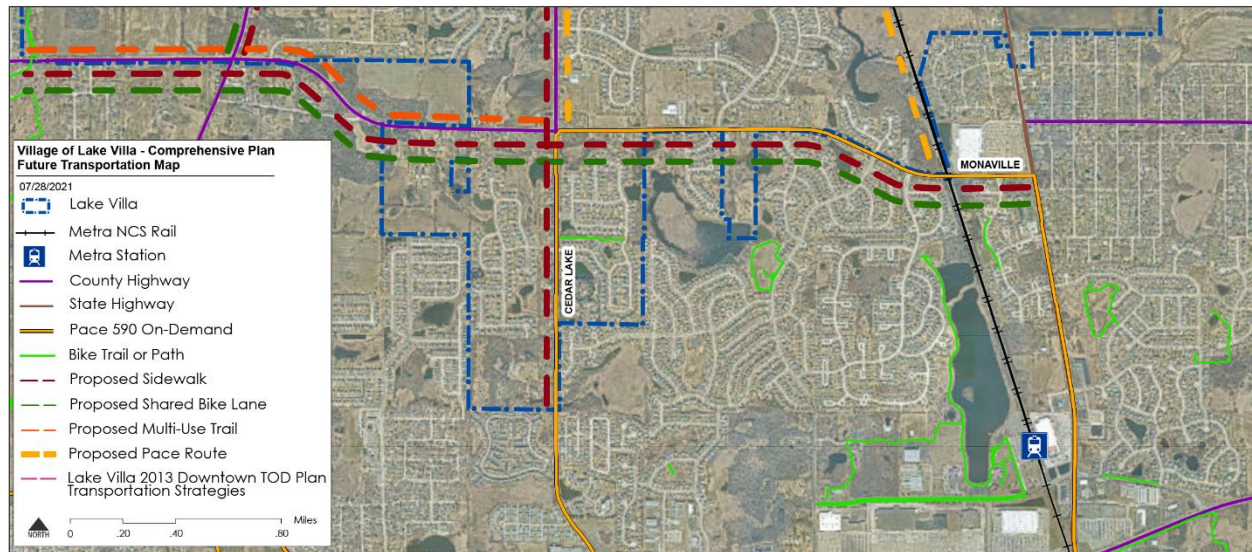 Village of Lake Villa - Comprehensive Plan
Future Transportation Map
07/28/2021
Lake Villa
Metra NCS Rail
Metra Station
County Highway
State Highway
Pace 590 On-Demand
Bike Trail or Path
Proposed Sidewalk
Proposed Shared Bike Lane
Proposed Multi-Use Trail
Proposed Pace Route
Lake Villa 2013 Downtown TOD Plan
Transportation Strategies
NORTH
0 .20 .40 .80 Miles
MONAVILLE
CEDAR LAKE